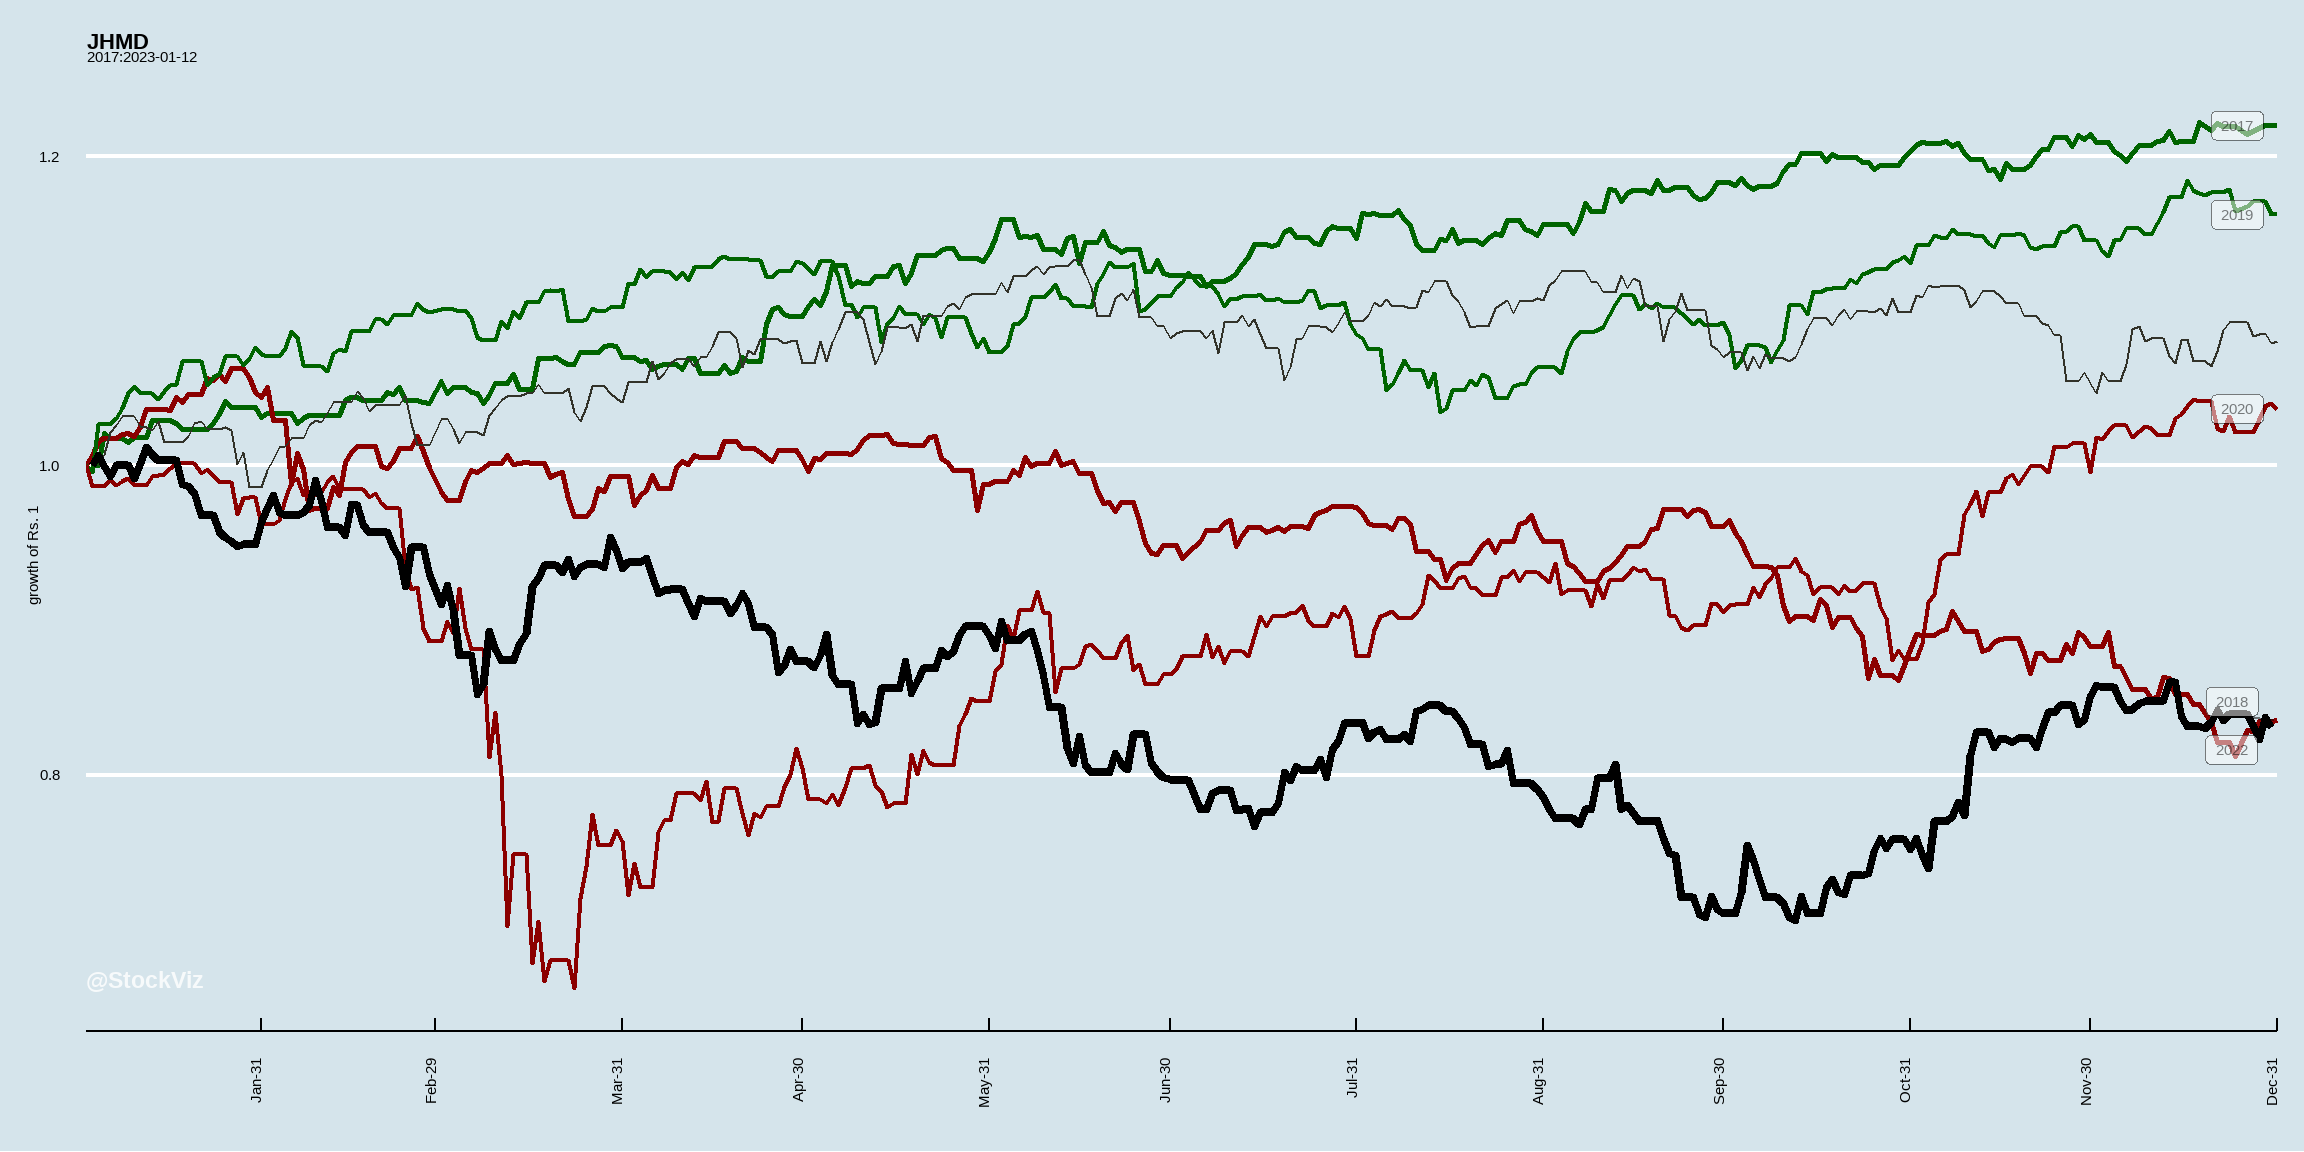 JHMD
2017:2023-01-12
1.2
1.0
0.8
growth of Rs. 1
2017
2019
2020
2018
2022
@StockViz
Jan-31
Feb-29
Mar-31
Apr-30
May-31
Jun-30
Jul-31
Aug-31
Sep-30
Oct-31
Nov-30
Dec-31